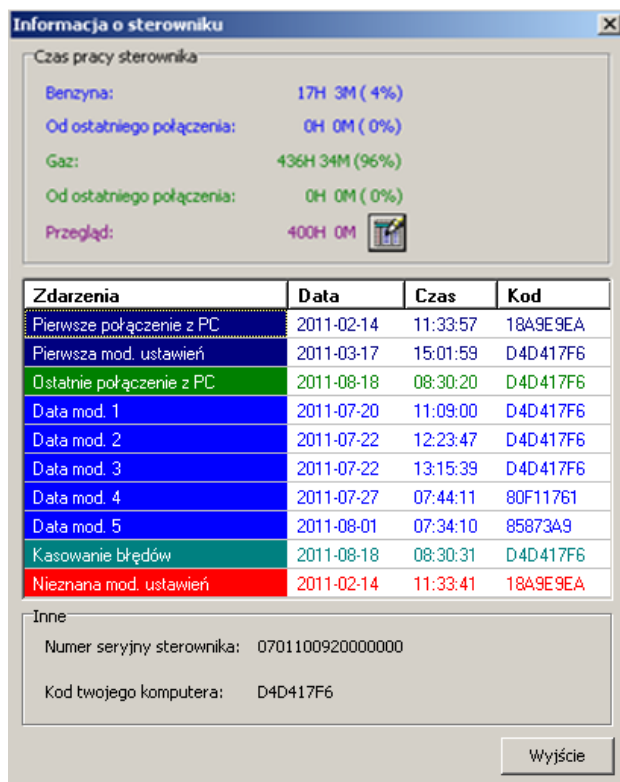 Informacja o sterowniku
Czas pracy sterownika
Benzyna: 17H 3M ( 4%)
Od ostatniego połączenia: 0H 0M ( 0%)
Gaz: 436H 34M (96%)
Od ostatniego połączenia: 0H 0M ( 0%)
Przegląd: 400H 0M
Zdarzenia Data Czas Kod
Pierwsze połączenie z PC 2011-02-14 11:33:57 18A9E9EA
Pierwsza mod. ustawień 2011-03-17 15:01:59 D4D417F6
Ostatnie połączenie z PC 2011-08-18 08:30:20 D4D417F6
Data mod. 1 2011-07-20 11:09:00 D4D417F6
Data mod. 2 2011-07-22 12:23:47 D4D417F6
Data mod. 3 2011-07-22 13:15:39 D4D417F6
Data mod. 4 2011-07-27 07:44:11 80F11761
Data mod. 5 2011-08-01 07:34:10 85873A9
Kasowanie błędów 2011-08-18 08:30:31 D4D417F6
Nieznana mod. ustawień 2011-02-14 11:33:41 18A9E9EA
Inne
Numer seryjny sterownika: 0701100920000000
Kod twojego komputera: D4D417F6
Wyjście